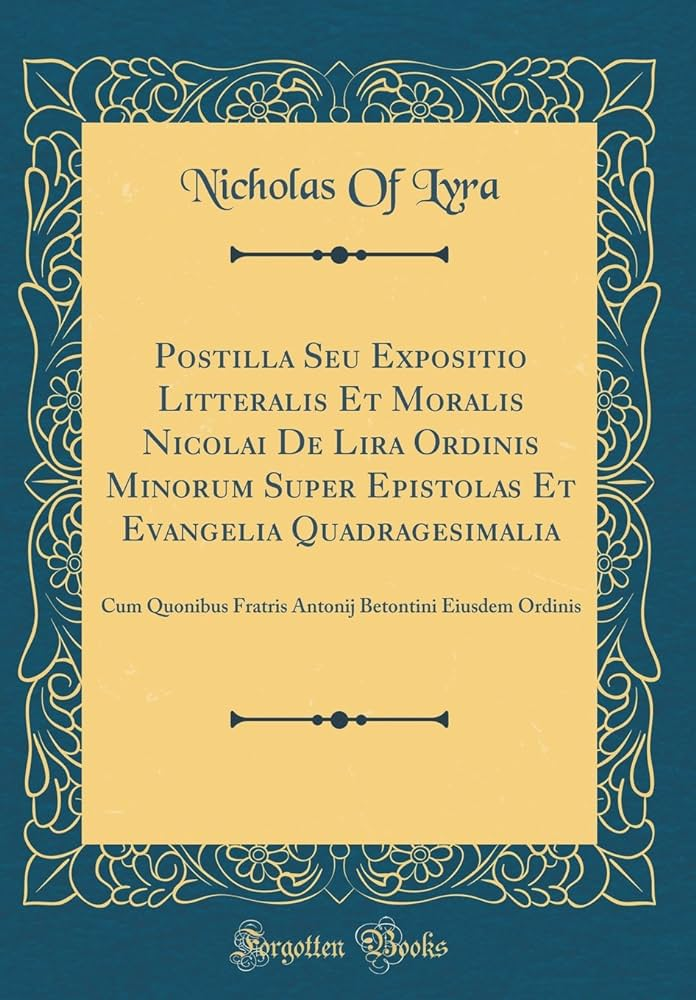 Nicholas Of Lyra
Postilla Seu Expositio
Litteralis Et Moralis
Nicolai De Lira Ordinis
Minorum Super Epistolas Et
Evangelia Quadragesimalia
Cum Quonibus Fratris Antonij Betontini Eiusdem Ordinis
Forgotten Books